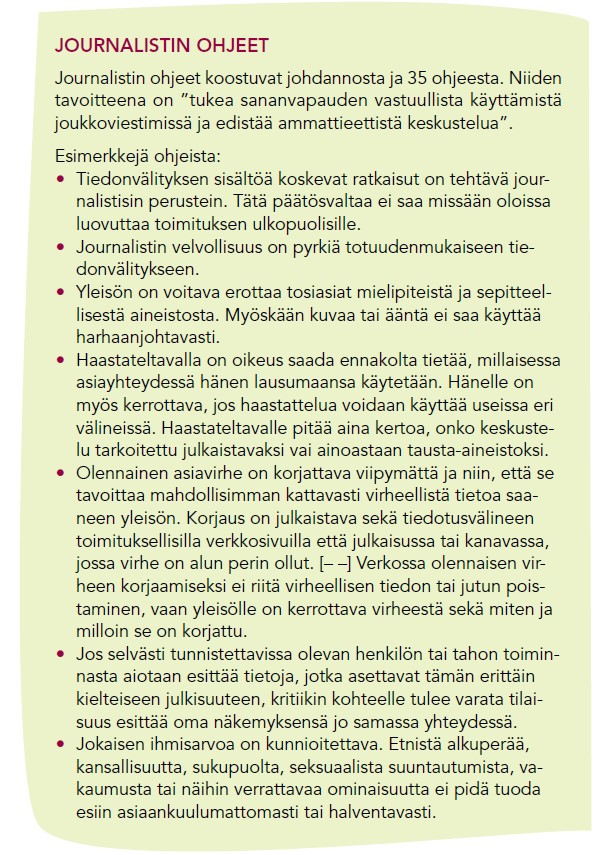 JOURNALISTIN OHJEET
Journalistin ohjeet koostuvat johdannosta ja 35 ohjeesta. Niiden
tavoitteena on ”tukea sananvapauden vastuullista käyttämistä
joukkoviestimissä ja edistää ammattieettistä keskustelua”.
Esimerkkejä ohjeista:
• Tiedonvälityksen sisältöä koskevat ratkaisut on tehtävä jour-
nalistisin perustein. Tätä päätösvaltaa ei saa missään oloissa
luovuttaa toimituksen ulkopuolisille.
• Journalistin velvollisuus on pyrkiä totuudenmukaiseen tie-
donvälitykseen.
• Yleisön on voitava erottaa tosiasiat mielipiteistä ja sepitteel-
lisestä aineistosta. Myöskään kuvaa tai ääntä ei saa käyttää
harhaanjohtavasti.
• Haastateltavalla on oikeus saada ennakolta tietää, millaisessa
asiayhteydessä hänen lausumaansa käytetään. Hänelle on
myös kerrottava, jos haastattelua voidaan käyttää useissa eri
välineissä. Haastateltavalle pitää aina kertoa, onko keskuste-
lu tarkoitettu julkaistavaksi vai ainoastaan tausta-aineistoksi.
• Olennainen asiavirhe on korjattava viipymättä ja niin, että se
tavoittaa mahdollisimman kattavasti virheellistä tietoa saa-
neen yleisön. Korjaus on julkaistava sekä tiedotusvälineen
toimituksellisilla verkkosivuilla että julkaisussa tai kanavassa,
jossa virhe on alun perin ollut. [– –] Verkossa olennaisen vir-
heen korjaamiseksi ei riitä virheellisen tiedon tai jutun pois-
taminen, vaan yleisölle on kerrottava virheestä sekä miten ja
milloin se on korjattu.
• Jos selvästi tunnistettavissa olevan henkilön tai tahon toimin-
nasta aiotaan esittää tietoja, jotka asettavat tämän erittäin
kielteiseen julkisuuteen, kritiikin kohteelle tulee varata tilai-
suus esittää oma näkemyksensä jo samassa yhteydessä.
• Jokaisen ihmisarvoa on kunnioitettava. Etnistä alkuperää,
kansallisuutta, sukupuolta, seksuaalista suuntautumista, va-
kaumusta tai näihin verrattavaa ominaisuutta ei pidä tuoda
esiin asiaankuulumattomasti tai halventavasti.